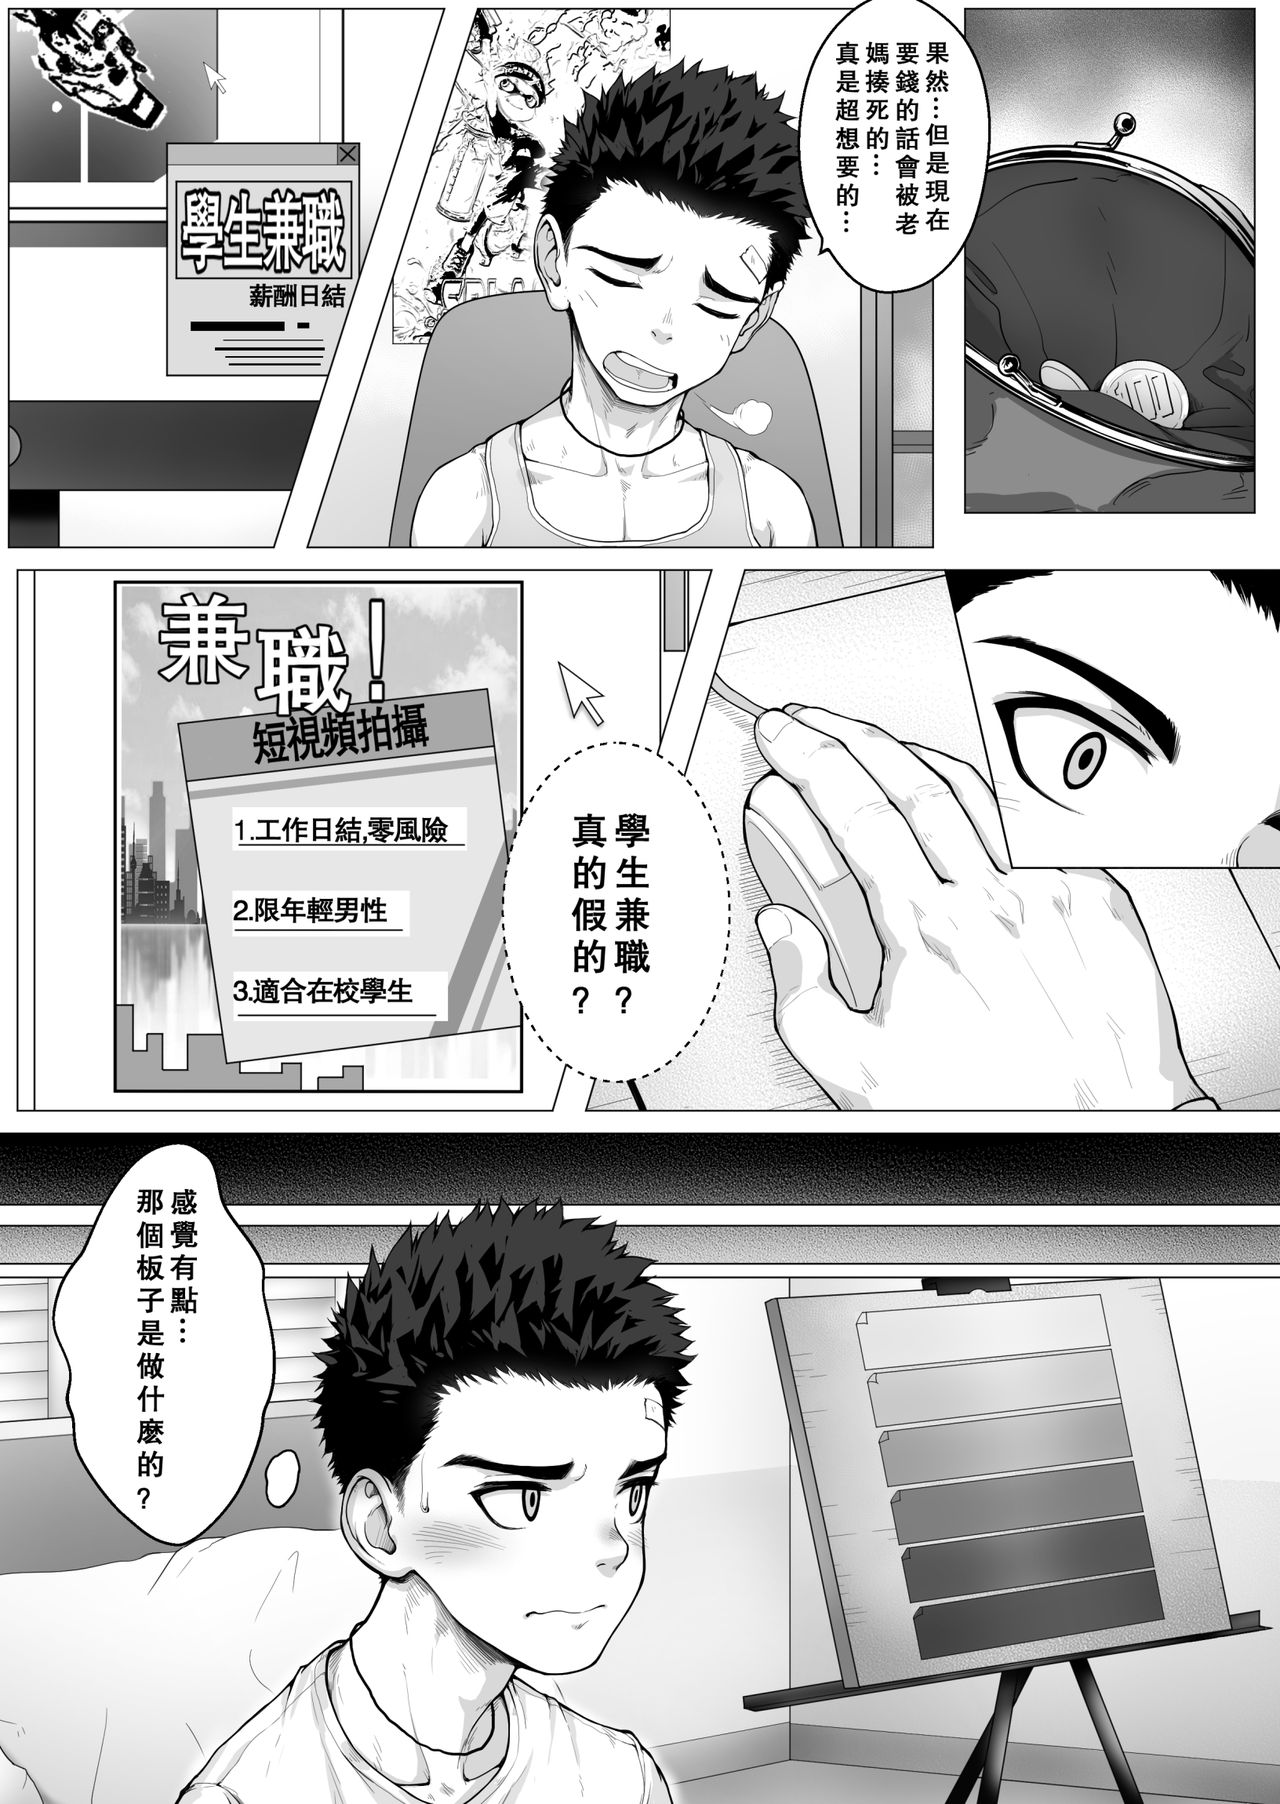 果然…但是現在
要錢的話會被老
媽揍死的…
真是超想要的…
學生兼職
薪酬日結
學生兼職?
真的假的?
兼職!
短視頻拍攝
1.工作日結,零風險
2.限年輕男性
3.適合在校學生
感覺有點…
那個板子是做什麽的?